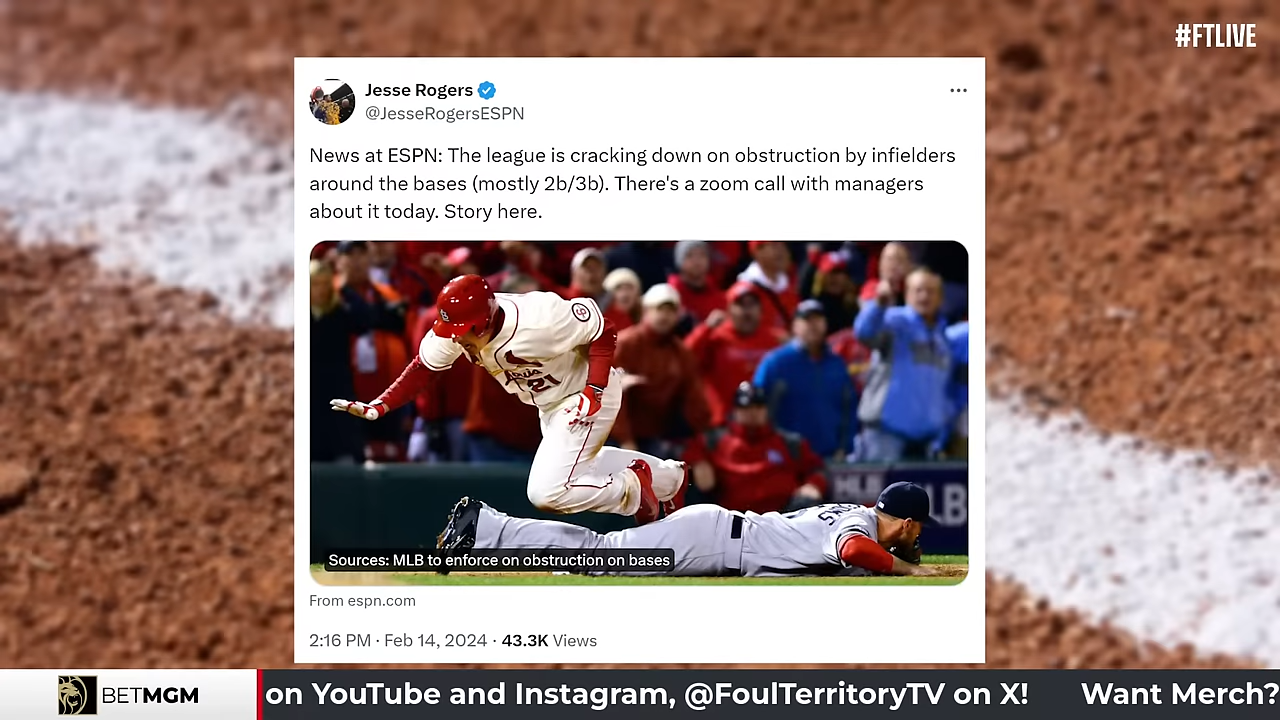 #FTLIVE
Jesse Rogers
@JesseRogersESPN
News at ESPN: The league is cracking down on obstruction by infielders
around the bases (mostly 2b/3b). There's a zoom call with managers
about it today. Story here.
21
Sources: MLB to enforce on obstruction on bases
From espn.com
2:16 PM · Feb 14, 2024 · 43.3K Views
BETMGM
on YouTube and Instagram, @FoulTerritoryTV on X! Want Merch?